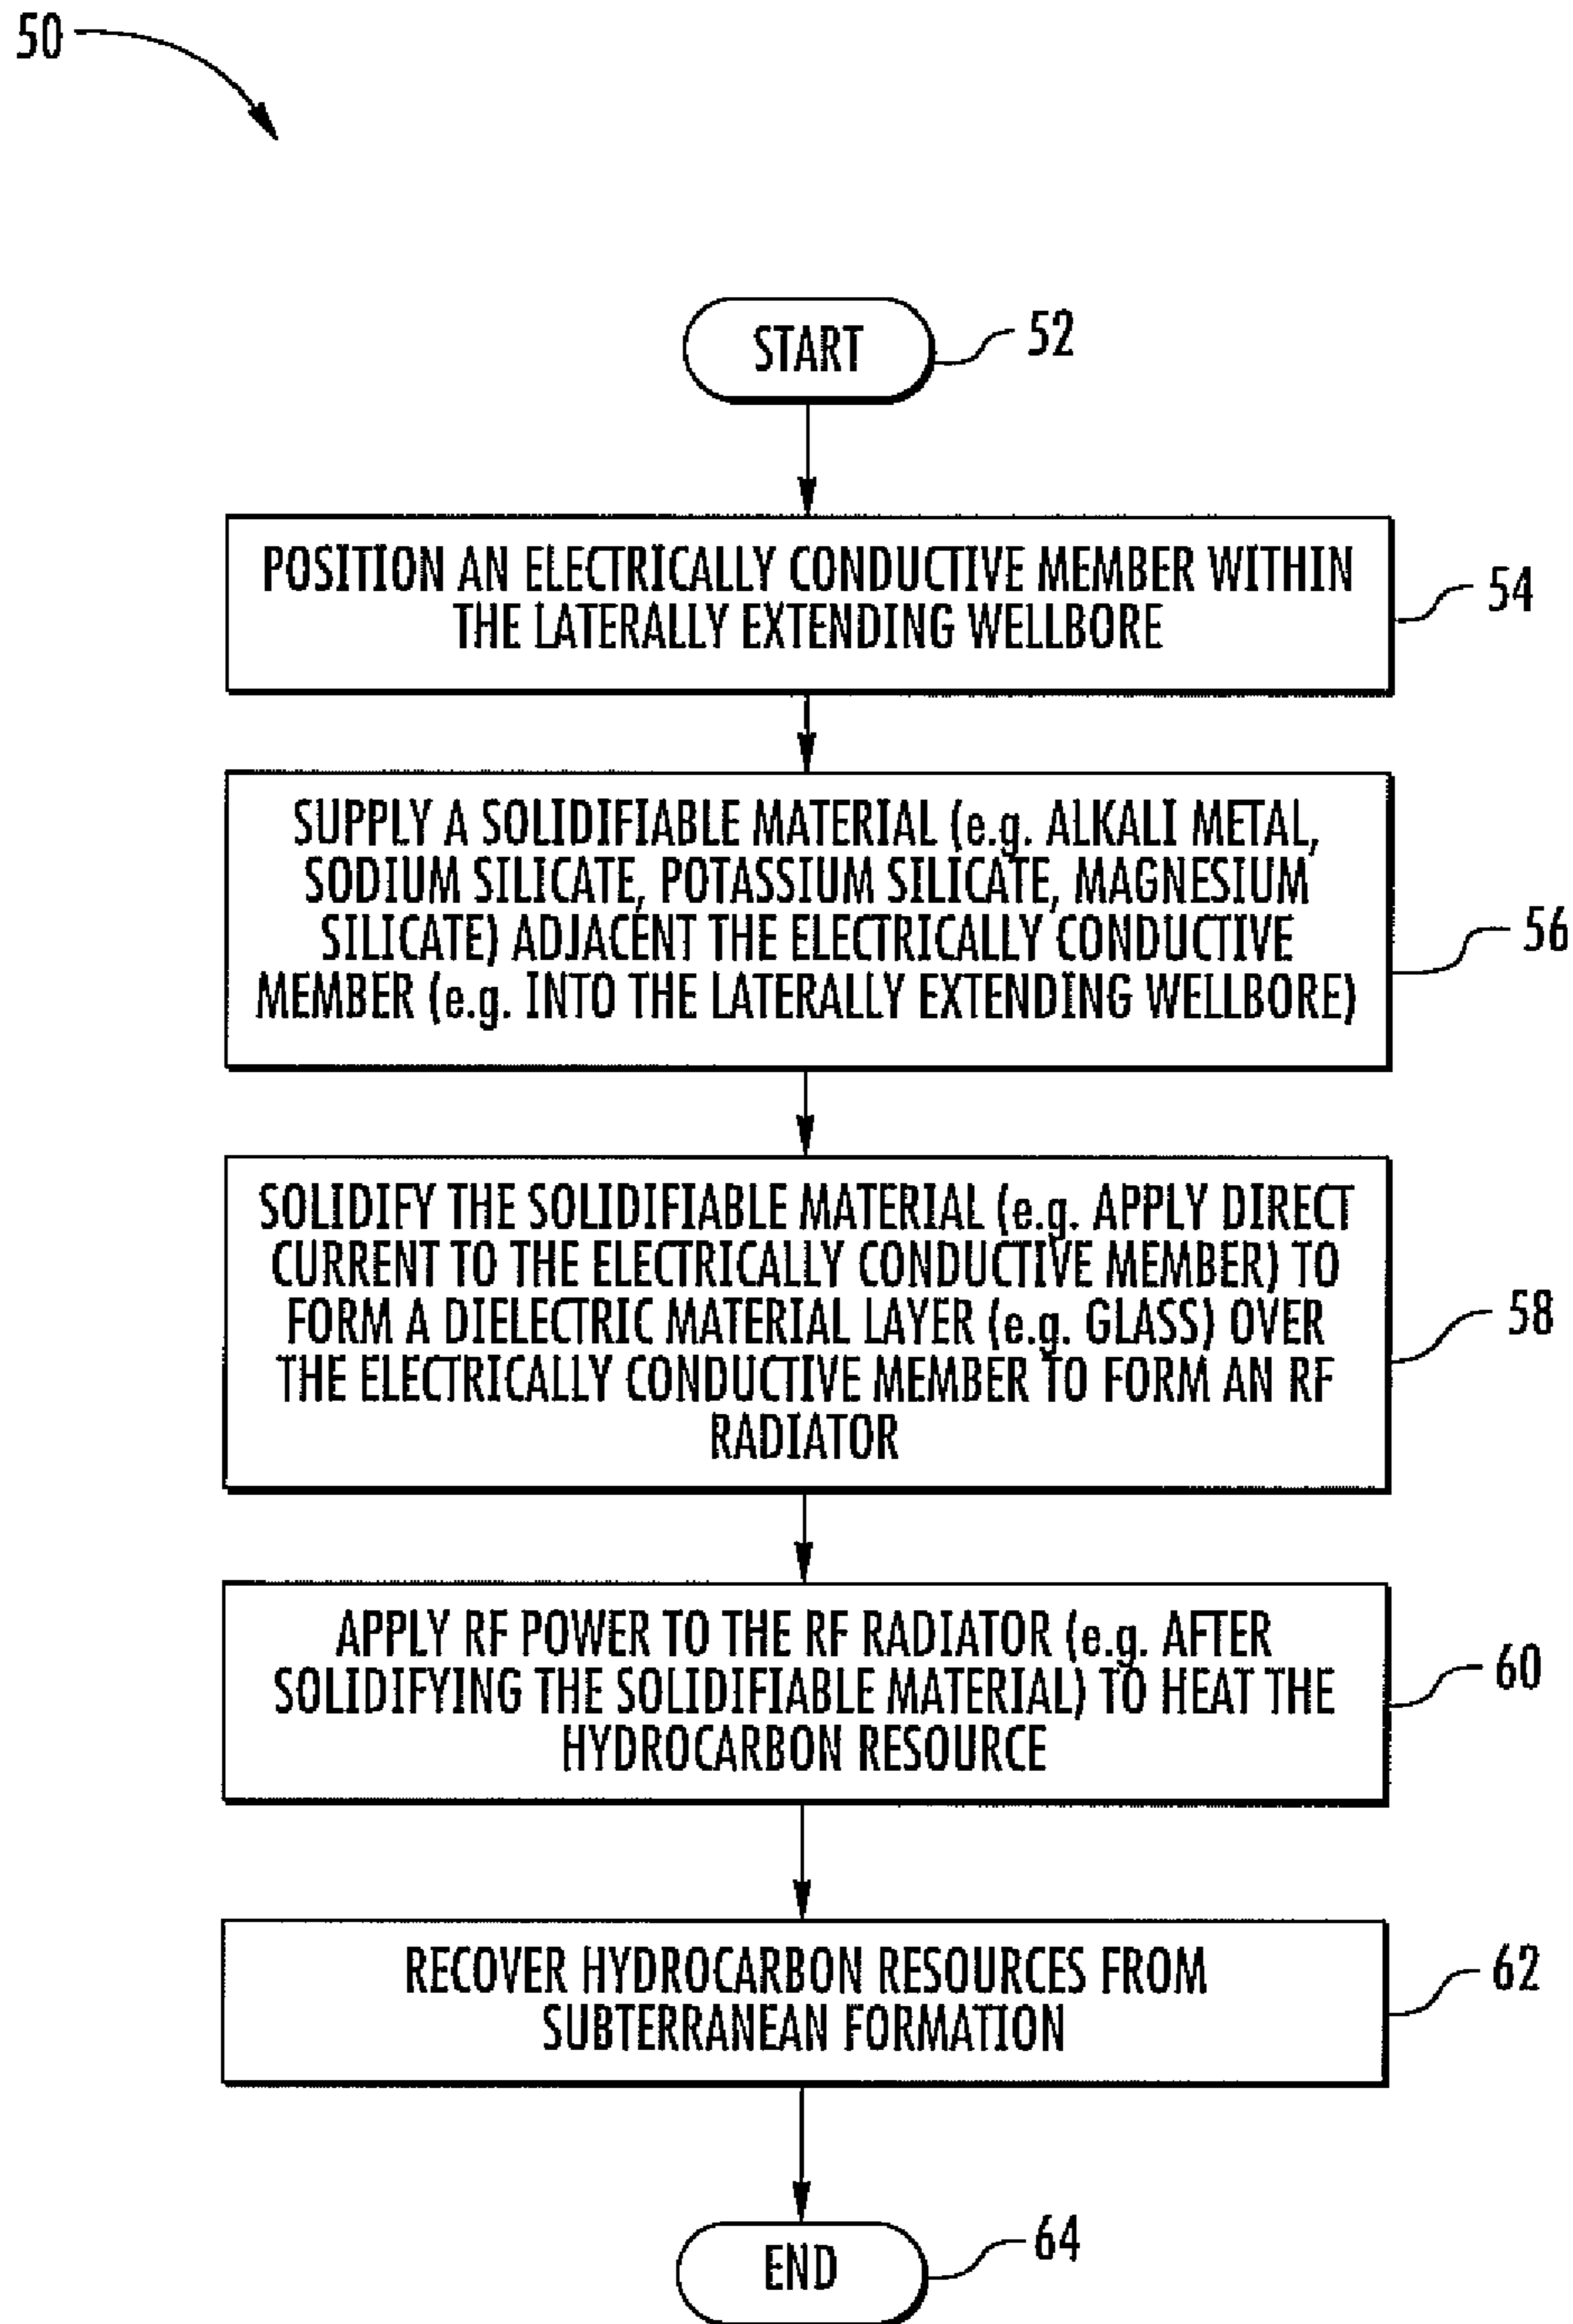 50
START
52
POSITION AN ELECTRICALLY CONDUCTIVE MEMBER WITHIN
THE LATERALLY EXTENDING WELLBORE
54
SUPPLY A SOLIDIFIABLE MATERIAL (e.g. ALKALI METAL,
SODIUM SILICATE, POTASSIUM SILICATE, MAGNESIUM
SILICATE) ADJACENT THE ELECTRICALLY CONDUCTIVE
MEMBER (e.g. INTO THE LATERALLY EXTENDING WELLBORE)
56
SOLIDIFY THE SOLIDIFIABLE MATERIAL (e.g. APPLY DIRECT
CURRENT TO THE ELECTRICALLY CONDUCTIVE MEMBER) TO
FORM A DIELECTRIC MATERIAL LAYER (e.g. GLASS) OVER
THE ELECTRICALLY CONDUCTIVE MEMBER TO FORM AN RF
RADIATOR
58
APPLY RF POWER TO THE RF RADIATOR (e.g. AFTER
SOLIDIFYING THE SOLIDIFIABLE MATERIAL) TO HEAT THE
HYDROCARBON RESOURCE
60
RECOVER HYDROCARBON RESOURCES FROM
SUBTERRANEAN FORMATION
62
END
64